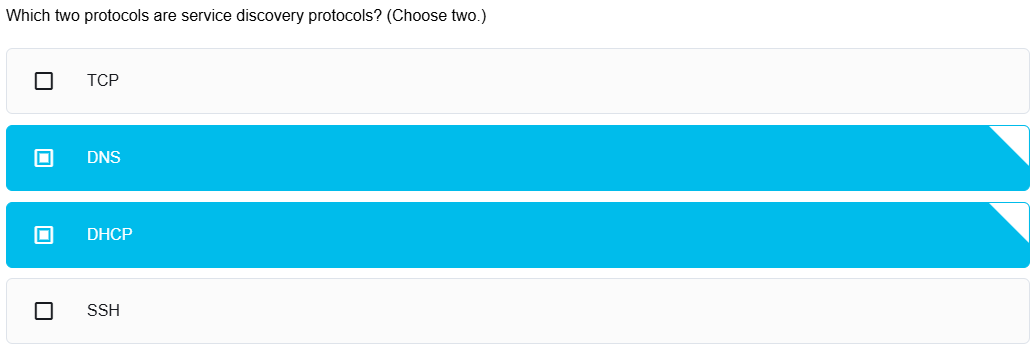 Which two protocols are service discovery protocols? (Choose two.)
TCP
DNS
DHCP
SSH